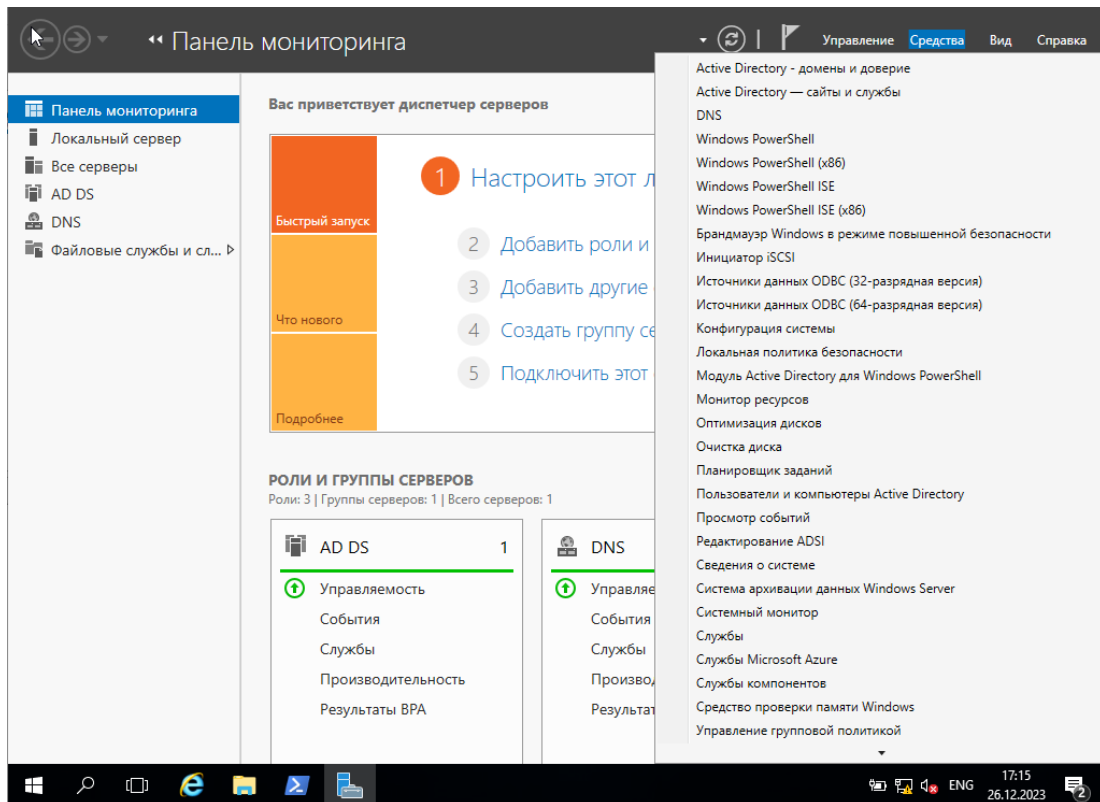 Панель мониторинга
Управление Средства Вид Справка
Панель мониторинга
Локальный сервер
Все серверы
AD DS
DNS
Файловые службы и сл...
Вас приветствует диспетчер серверов
Быстрый запуск
Что нового
Подробнее
1 Настроить этот л
2 Добавить роли и
3 Добавить другие
4 Создать группу се
5 Подключить этот
РОЛИ И ГРУППЫ СЕРВЕРОВ
Роли: 3 | Группы серверов: 1 | Всего серверов: 1
AD DS 1
Управляемость
События
Службы
Производительность
Результаты BPA
DNS
Управляе
События
Службы
Произво
Результат
Active Directory - домены и доверие
Active Directory — сайты и службы
DNS
Windows PowerShell
Windows PowerShell (x86)
Windows PowerShell ISE
Windows PowerShell ISE (x86)
Брандмауэр Windows в режиме повышенной безопасности
Инициатор iSCSI
Источники данных ODBC (32-разрядная версия)
Источники данных ODBC (64-разрядная версия)
Конфигурация системы
Локальная политика безопасности
Модуль Active Directory для Windows PowerShell
Монитор ресурсов
Оптимизация дисков
Очистка диска
Планировщик заданий
Пользователи и компьютеры Active Directory
Просмотр событий
Редактирование ADSI
Сведения о системе
Система архивации данных Windows Server
Системный монитор
Службы
Службы Microsoft Azure
Службы компонентов
Средство проверки памяти Windows
Управление групповой политикой
ENG
17:15
26.12.2023
2